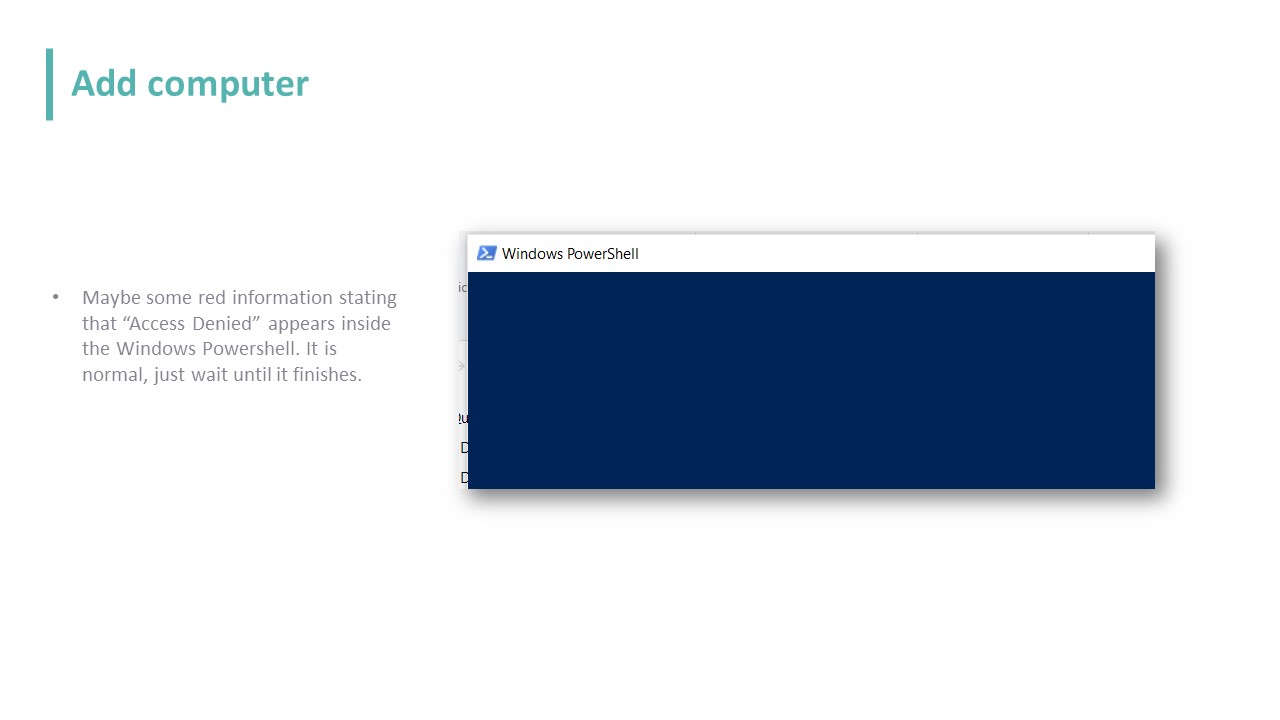 Add computer
Windows PowerShell
• Maybe some red information stating
that “Access Denied” appears inside
the Windows Powershell. It is
normal, just wait until it finishes.
ic
D
D